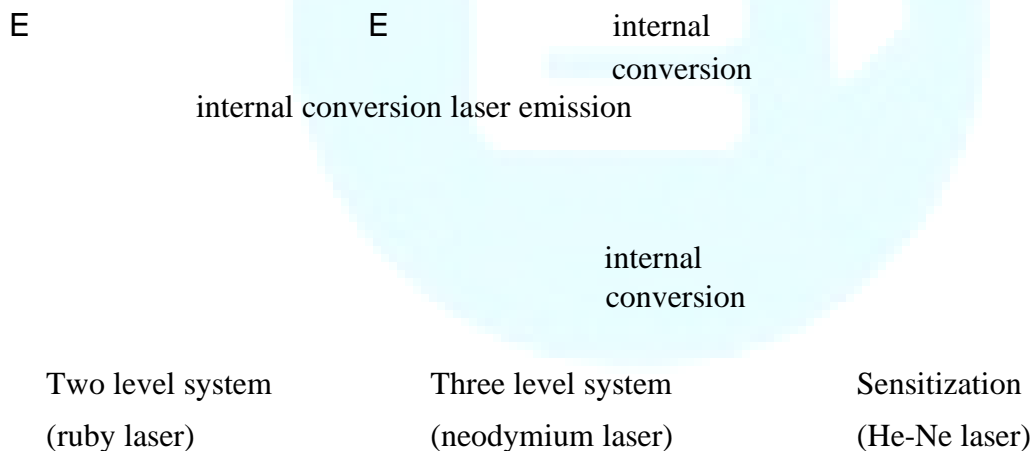 E E internal
conversion
internal conversion laser emission
internal
conversion
Two level system Three level system Sensitization
(ruby laser) (neodymium laser) (He-Ne laser)